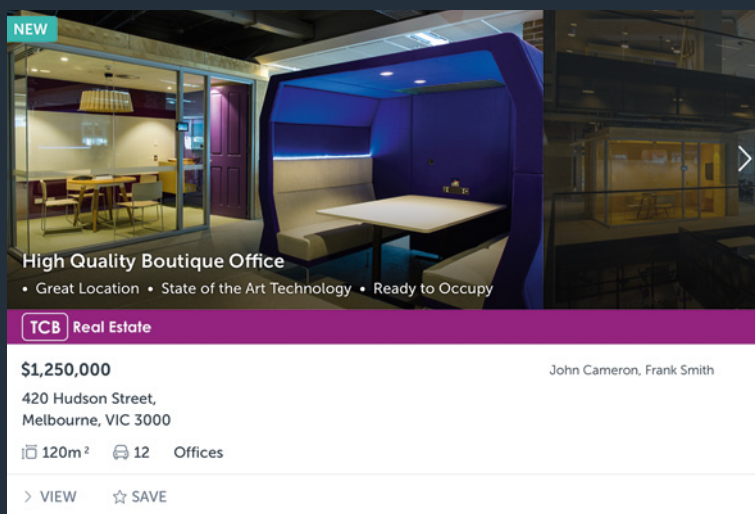 NEW
High Quality Boutique Office
• Great Location • State of the Art Technology • Ready to Occupy
TCB Real Estate
$1,250,000
John Cameron, Frank Smith
420 Hudson Street,
Melbourne, VIC 3000
120m² 12 Offices
VIEW SAVE